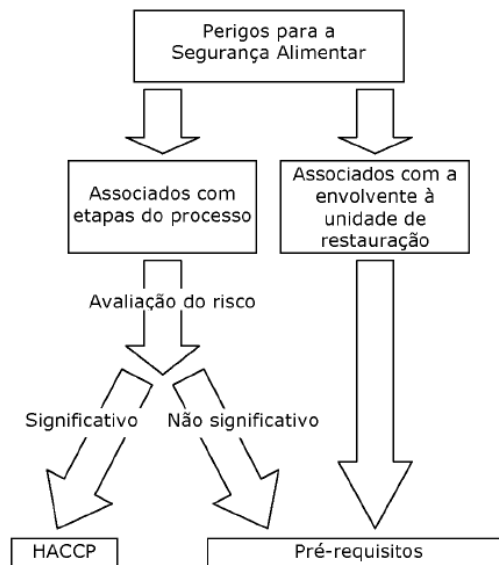 Perigos para a
Segurança Alimentar
Associados com
etapas do processo
Associados com a
envolvente à
unidade de
restauração
Avaliação do risco
Significativo
Não significativo
HACCP
Pré-requisitos